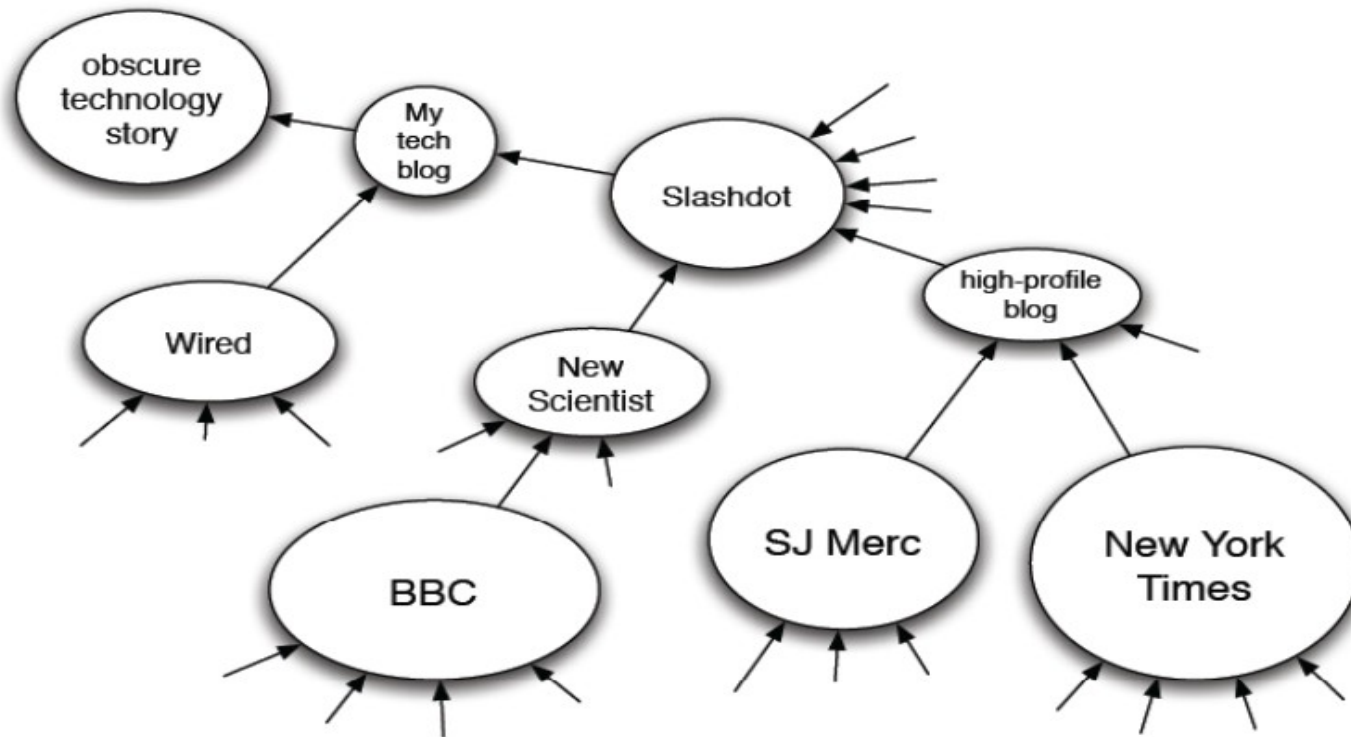 obscure
technology
story
My
tech
blog
Slashdot
high-profile
blog
Wired
New
Scientist
SJ Merc
New York
Times
BBC